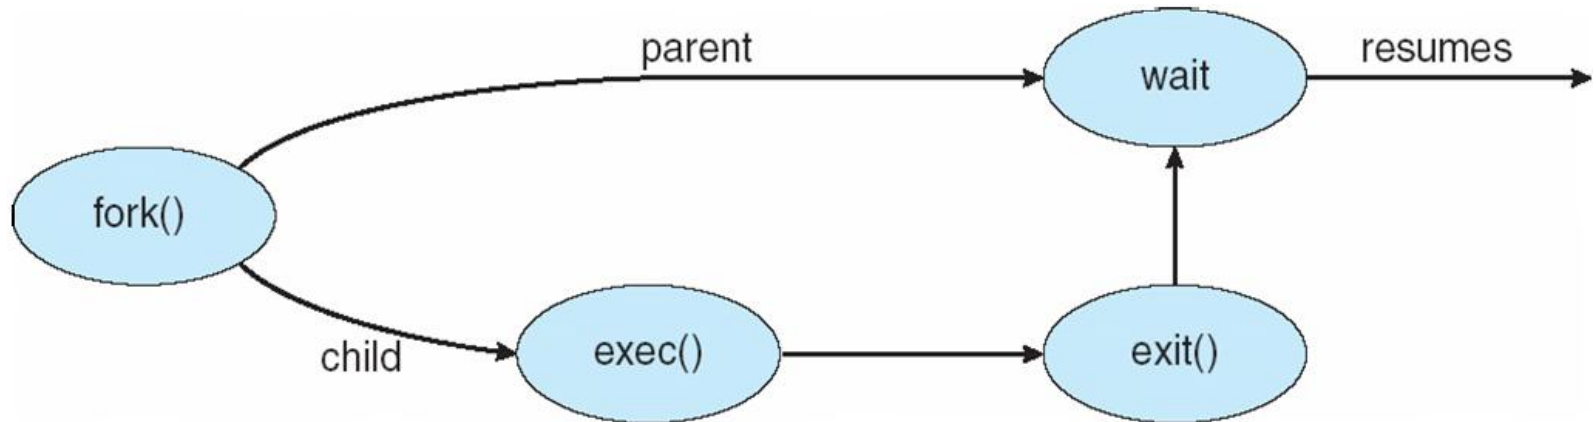 parent
wait
resumes
fork()
child
exec()
exit()